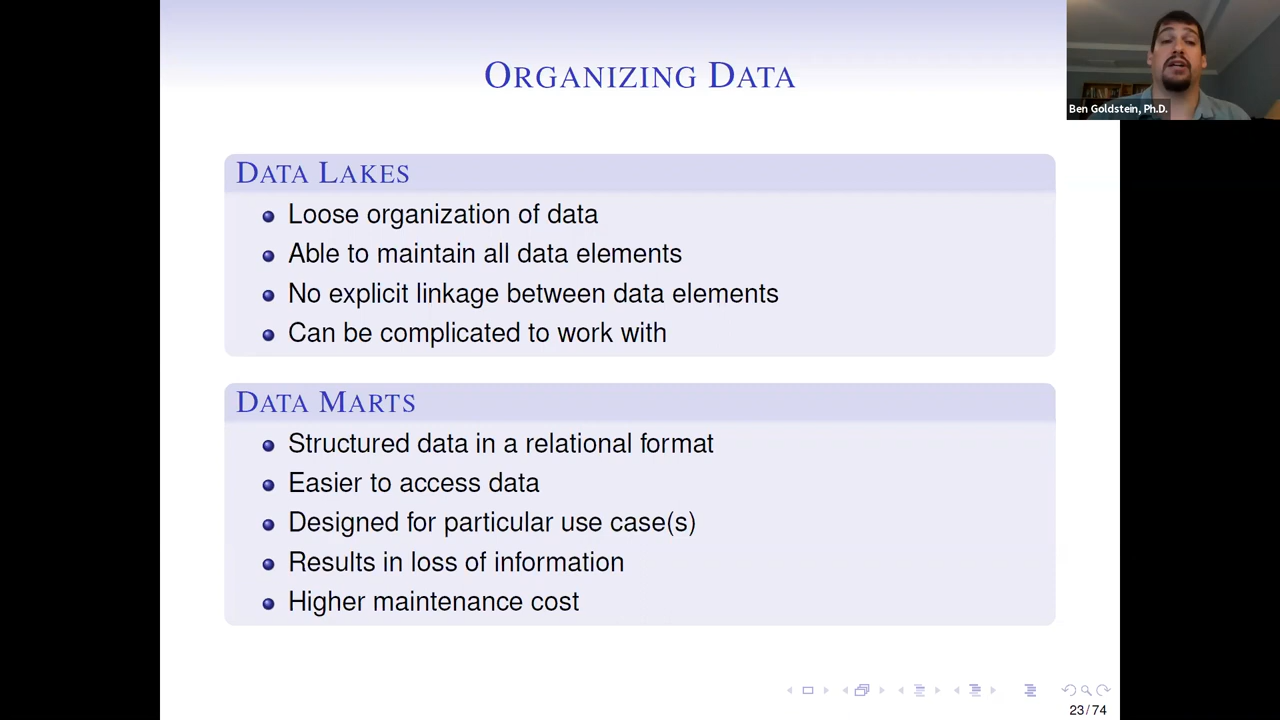 ORGANIZING DATA
Ben Goldstein, Ph.D.
DATA LAKES
Loose organization of data
Able to maintain all data elements
No explicit linkage between data elements
Can be complicated to work with
DATA MARTS
Structured data in a relational format
Easier to access data
Designed for particular use case(s)
Results in loss of information
Higher maintenance cost
23/74